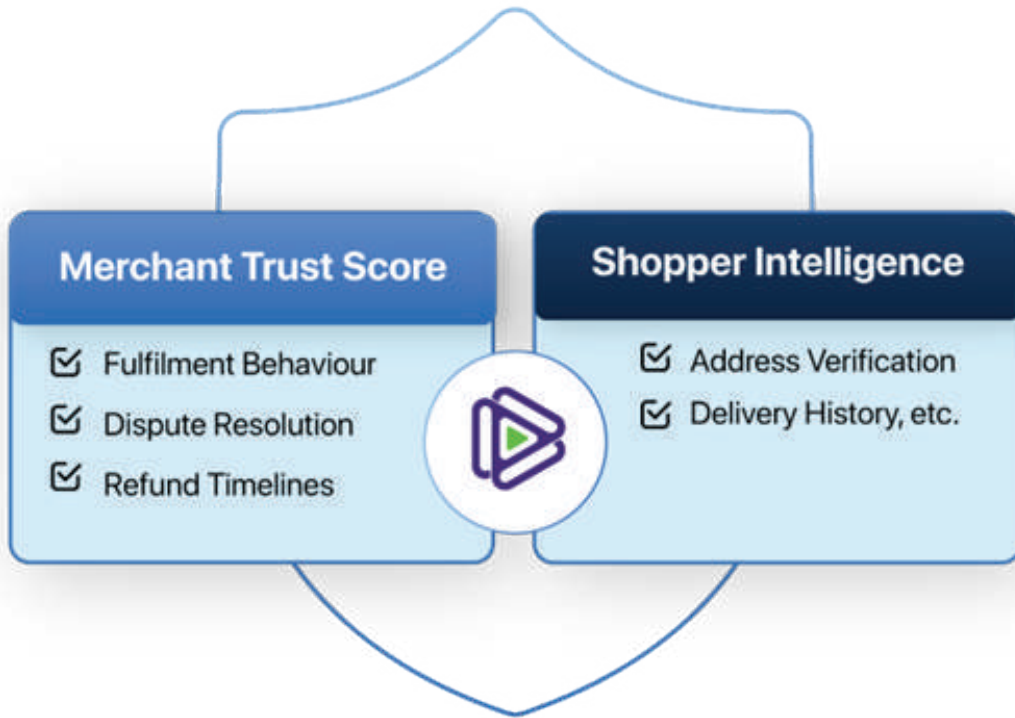 Merchant Trust Score
Fulfilment Behaviour
Dispute Resolution
Refund Timelines
Shopper Intelligence
Address Verification
Delivery History, etc.